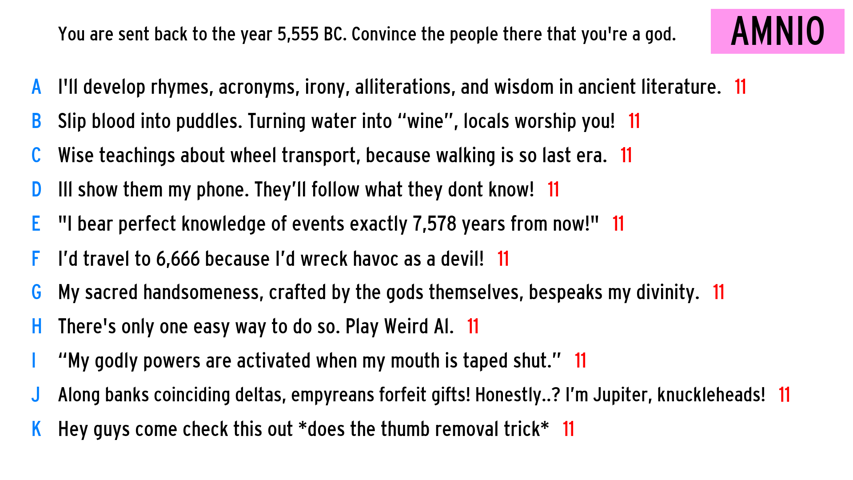 You are sent back to the year 5,555 BC. Convince the people there that you're a god.
AMNIO
A I'll develop rhymes, acronyms, irony, alliterations, and wisdom in ancient literature. 11
B Slip blood into puddles. Turning water into “wine”, locals worship you! 11
C Wise teachings about wheel transport, because walking is so last era. 11
D Ill show them my phone. They’ll follow what they dont know! 11
E "I bear perfect knowledge of events exactly 7,578 years from now!" 11
F I’d travel to 6,666 because I’d wreck havoc as a devil! 11
G My sacred handsomeness, crafted by the gods themselves, bespeaks my divinity. 11
H There's only one easy way to do so. Play Weird Al. 11
I “My godly powers are activated when my mouth is taped shut.” 11
J Along banks coinciding deltas, empyreans forfeit gifts! Honestly..? I’m Jupiter, knuckleheads! 11
K Hey guys come check this out *does the thumb removal trick* 11